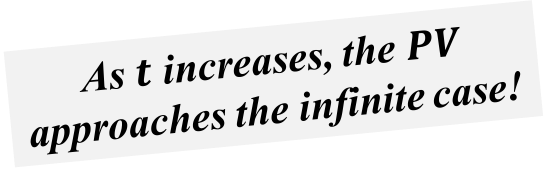 As t increases, the PV
approaches the infinite case!